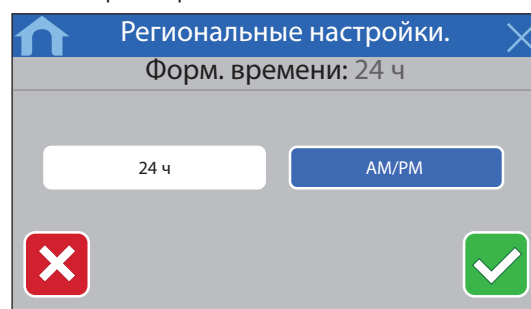 Региональные настройки.
Форм. времени: 24 ч
24 ч
AM/PM